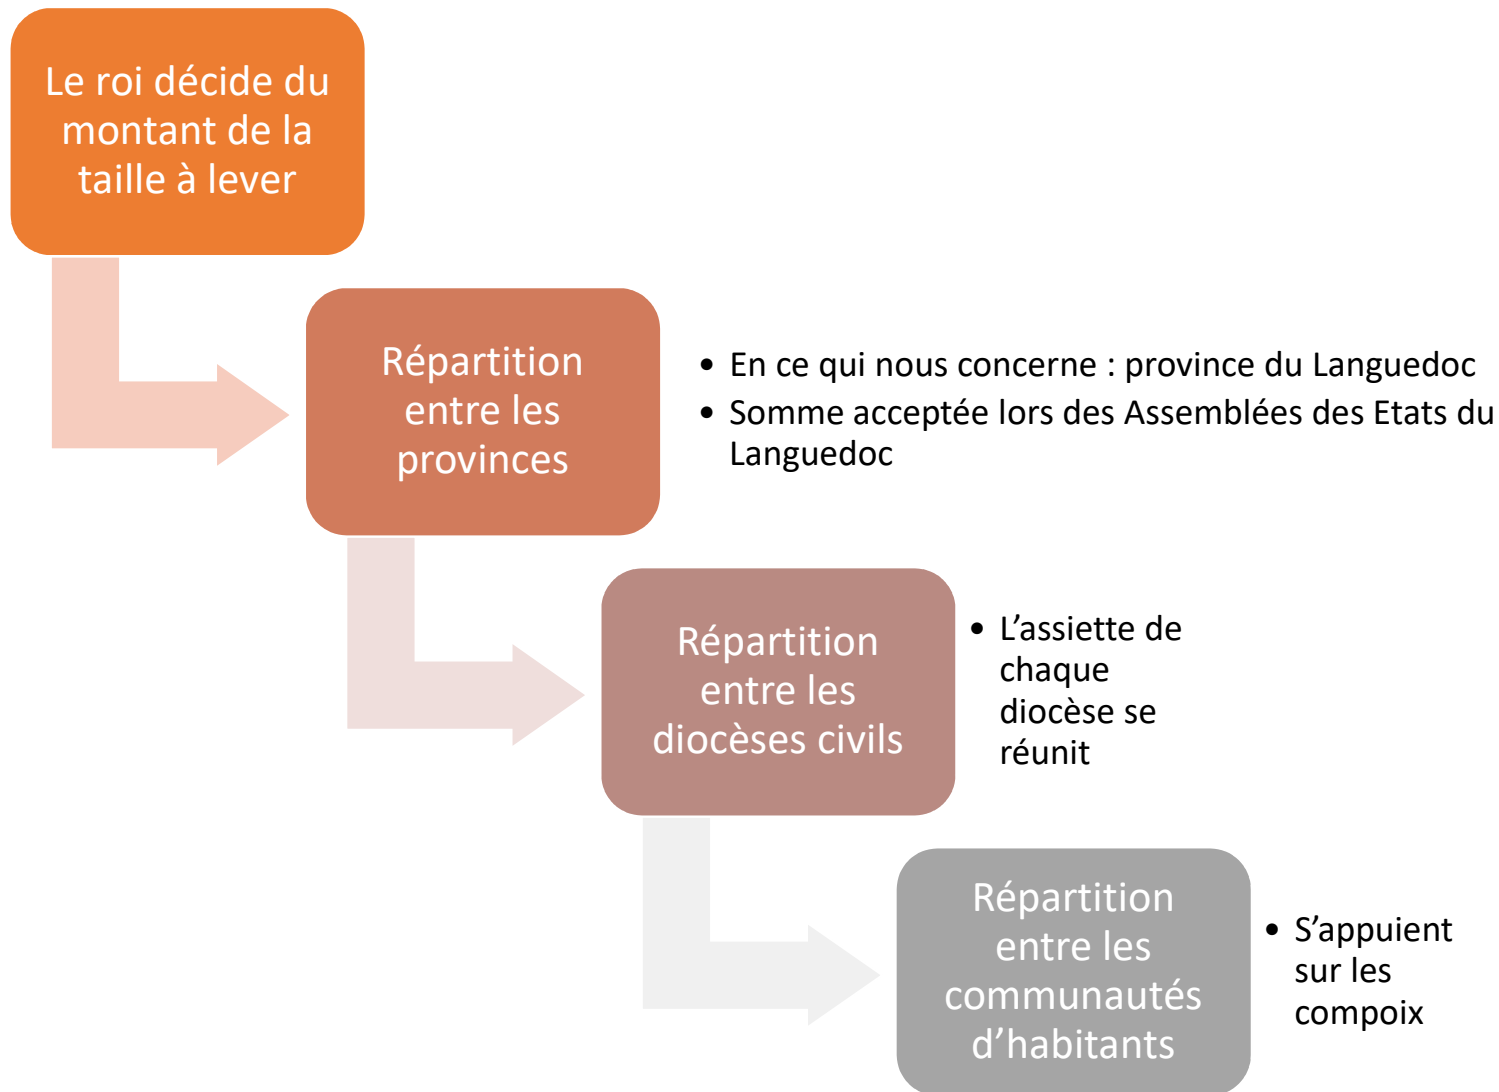 Le roi décide du
montant de la
taille à lever
Répartition
entre les
provinces
• En ce qui nous concerne : province du Languedoc
• Somme acceptée lors des Assemblées des Etats du
Languedoc
Répartition
entre les
diocèses civils
• L’assiette de
chaque
diocèse se
réunit
Répartition
entre les
communautés
d’habitants
• S’appuient
sur les
compoix